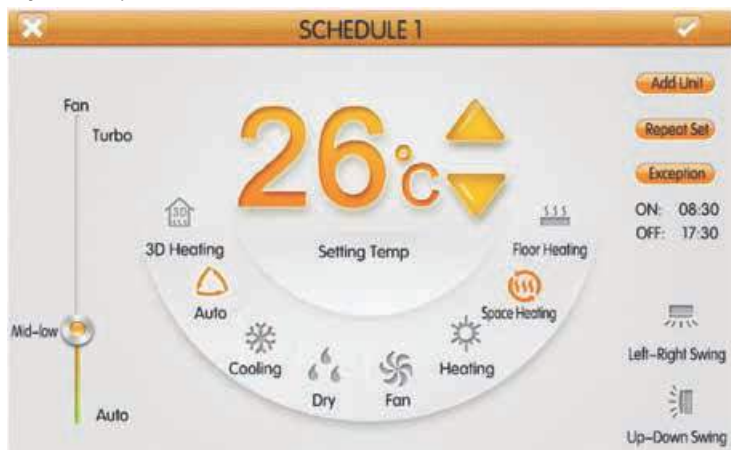 SCHEDULE 1
Fan
Turbo
Mid-low
Auto
26°C
Setting Temp
3D
3D Heating
Auto
Cooling
Dry
Fan
Heating
Space Heating
Floor Heating
Add Unit
Repeat Set
Exception
ON: 08:30
OFF: 17:30
Left-Right Swing
Up-Down Swing